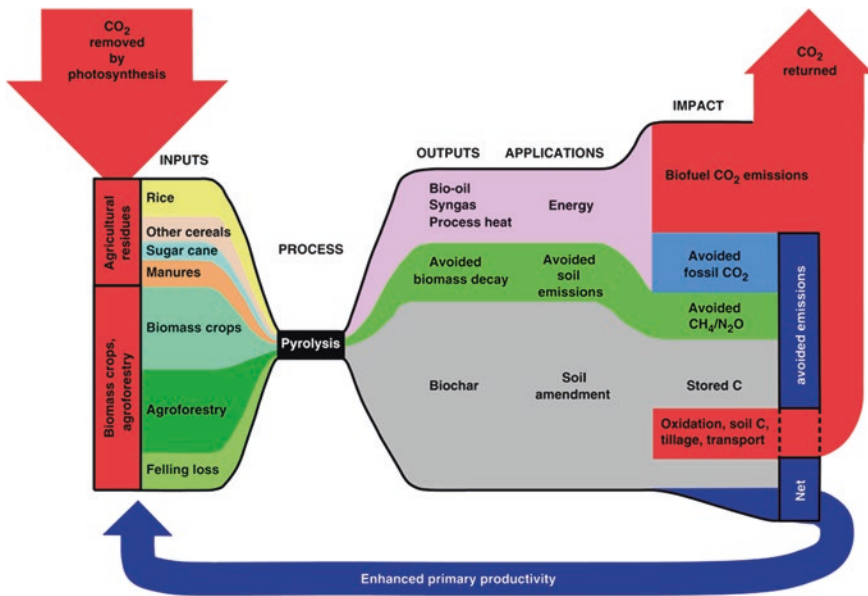 CO₂
removed
by
photosynthesis
CO₂
returned
INPUTS
PROCESS
OUTPUTS
APPLICATIONS
IMPACT
Agricultural
residues
Biomass crops,
agroforestry
Rice
Other cereals
Sugar cane
Manures
Biomass crops
Agroforestry
Felling loss
Pyrolysis
Bio-oil
Syngas
Process heat
Energy
Biofuel CO₂ emissions
Avoided
biomass decay
Avoided
soil
emissions
Avoided
fossil CO₂
Avoided
CH₄/N₂O
Biochar
Soil
amendment
Stored C
Oxidation, soil C,
tillage, transport
avoided emissions
Net
Enhanced primary productivity